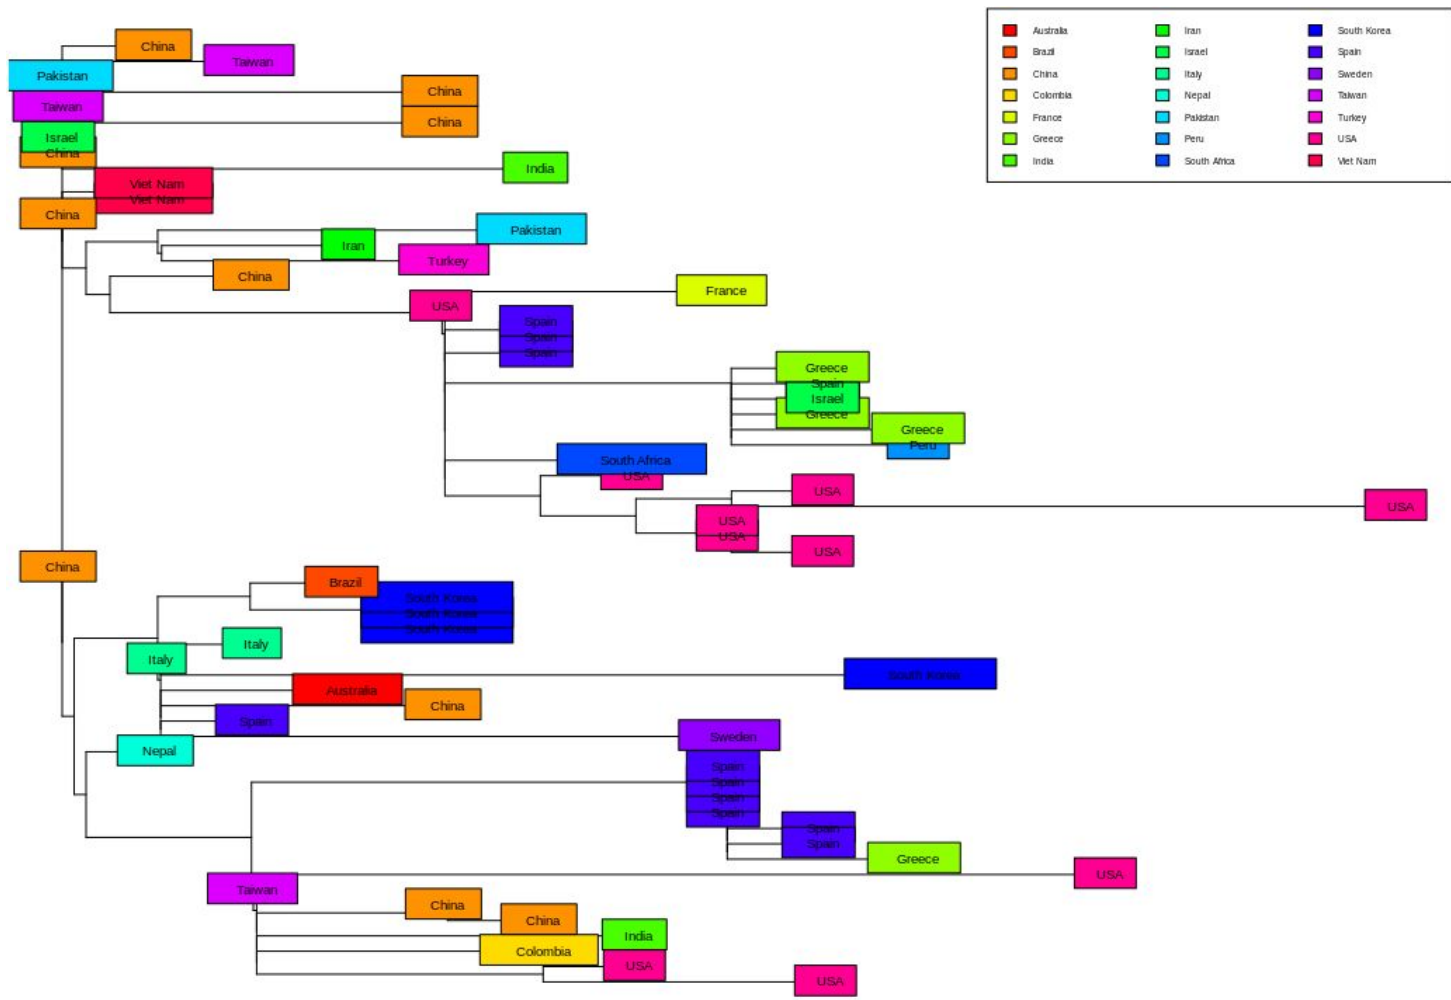 China
Taiwan
Pakistan
China
Taiwan
China
Israel
China
India
Viet Nam
Viet Nam
China
Pakistan
Iran
Turkey
China
France
USA
Spain
Spain
Spain
Greece
Spain
Israel
Greece
Greece
Peru
South Africa
USA
USA
USA
USA
USA
USA
China
Brazil
South Korea
South Korea
South Korea
Italy
Italy
South Korea
Australia
China
Spain
Sweden
Nepal
Spain
Spain
Spain
Spain
Spain
Spain
Greece
USA
Taiwan
China
China
India
Colombia
USA
USA
Australia
Brazil
China
Colombia
France
Greece
India
Iran
Israel
Italy
Nepal
Pakistan
Peru
South Africa
South Korea
Spain
Sweden
Taiwan
Turkey
USA
Viet Nam